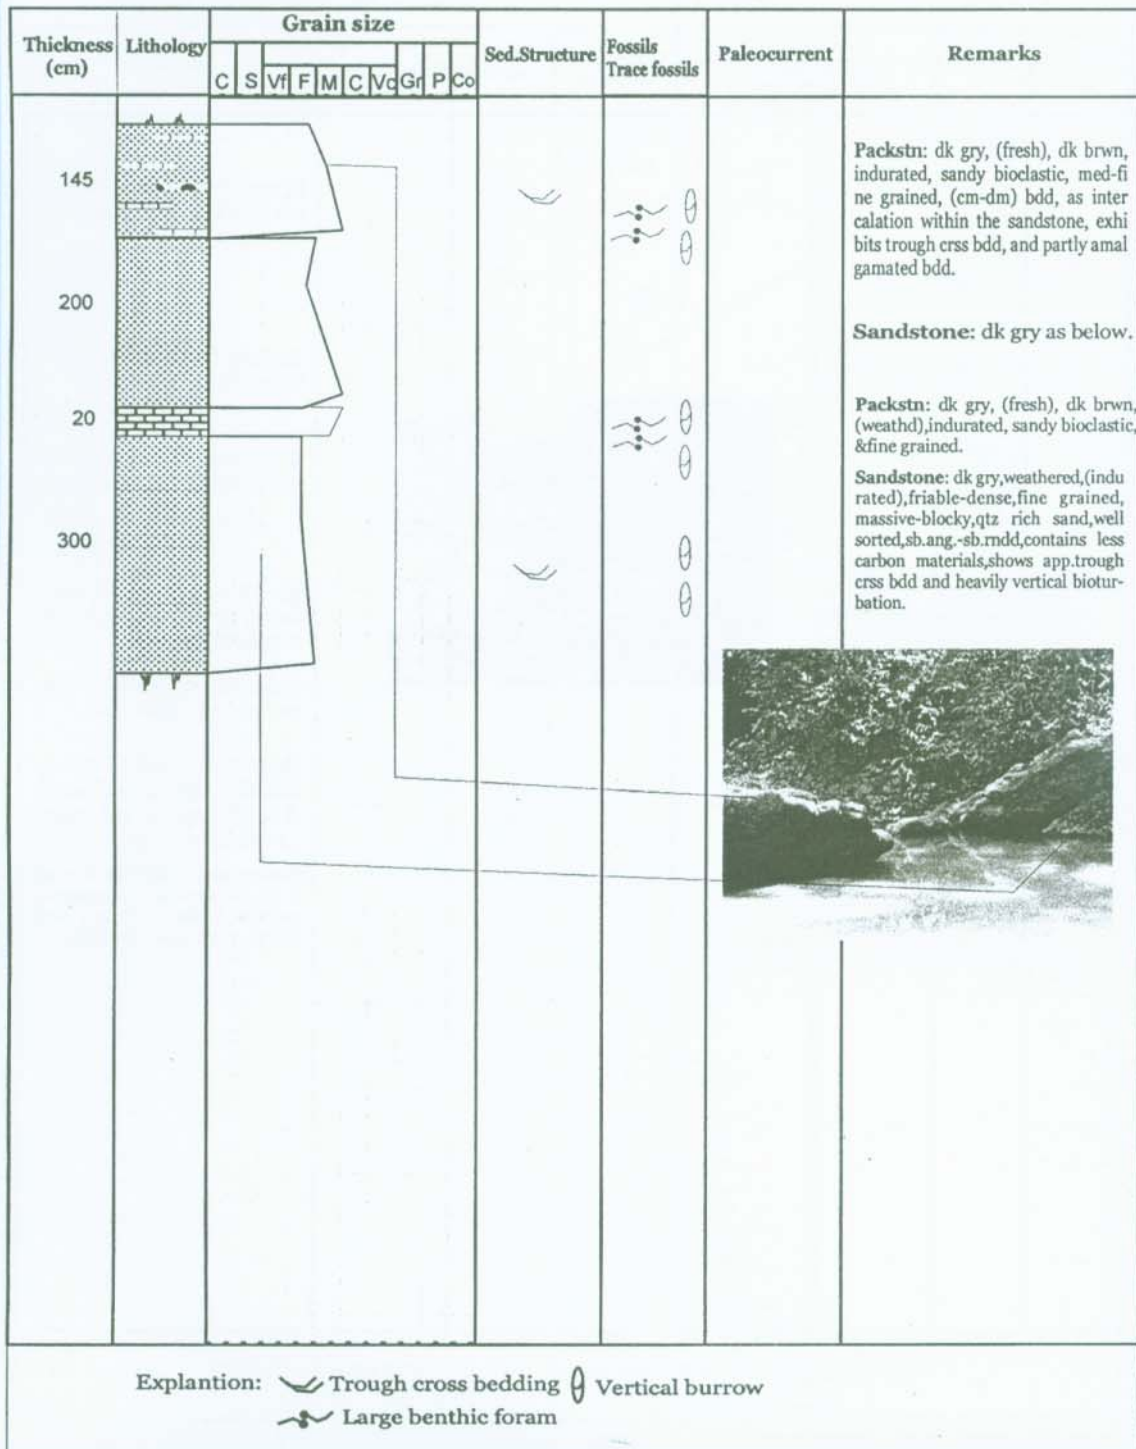 Grain size
Thickness
(cm)
Lithology
C S Vf F M C Vc Gr P Co
Sed.Structure
Fossils
Trace fossils
Paleocurrent
Remarks
145
Packstn: dk gry, (fresh), dk brwn,
indurated, sandy bioclastic, med-fi
ne grained, (cm-dm) bdd, as inter
calation within the sandstone, exhi
bits trough crss bdd, and partly amal
gamated bdd.
200
Sandstone: dk gry as below.
20
Packstn: dk gry, (fresh), dk brwn,
(weathd),indurated, sandy bioclastic,
&fine grained.
300
Sandstone: dk gry,weathered,(indu
rated),friable-dense,fine grained,
massive-blocky,qtz rich sand,well
sorted,sb.ang.-sb.rndd,contains less
carbon materials,shows app.trough
crss bdd and heavily vertical biotur-
bation.
Explantion: Trough cross bedding Vertical burrow
Large benthic foram